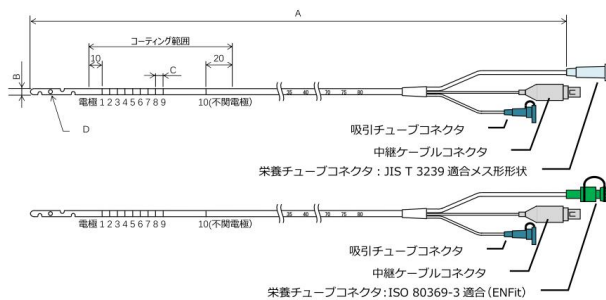 A
コーティング範囲
10
20
C
B
電極 1 2 3 4 5 6 7 8 9
10(不関電極)
35 40
70 75 80
D
吸引チューブコネクタ
中継ケーブルコネクタ
栄養チューブコネクタ : JIS T 3239 適合メス形形状
電極 1 2 3 4 5 6 7 8 9
10(不関電極)
35 40
70 75 80
吸引チューブコネクタ
中継ケーブルコネクタ
栄養チューブコネクタ:ISO 80369-3 適合(ENFit)